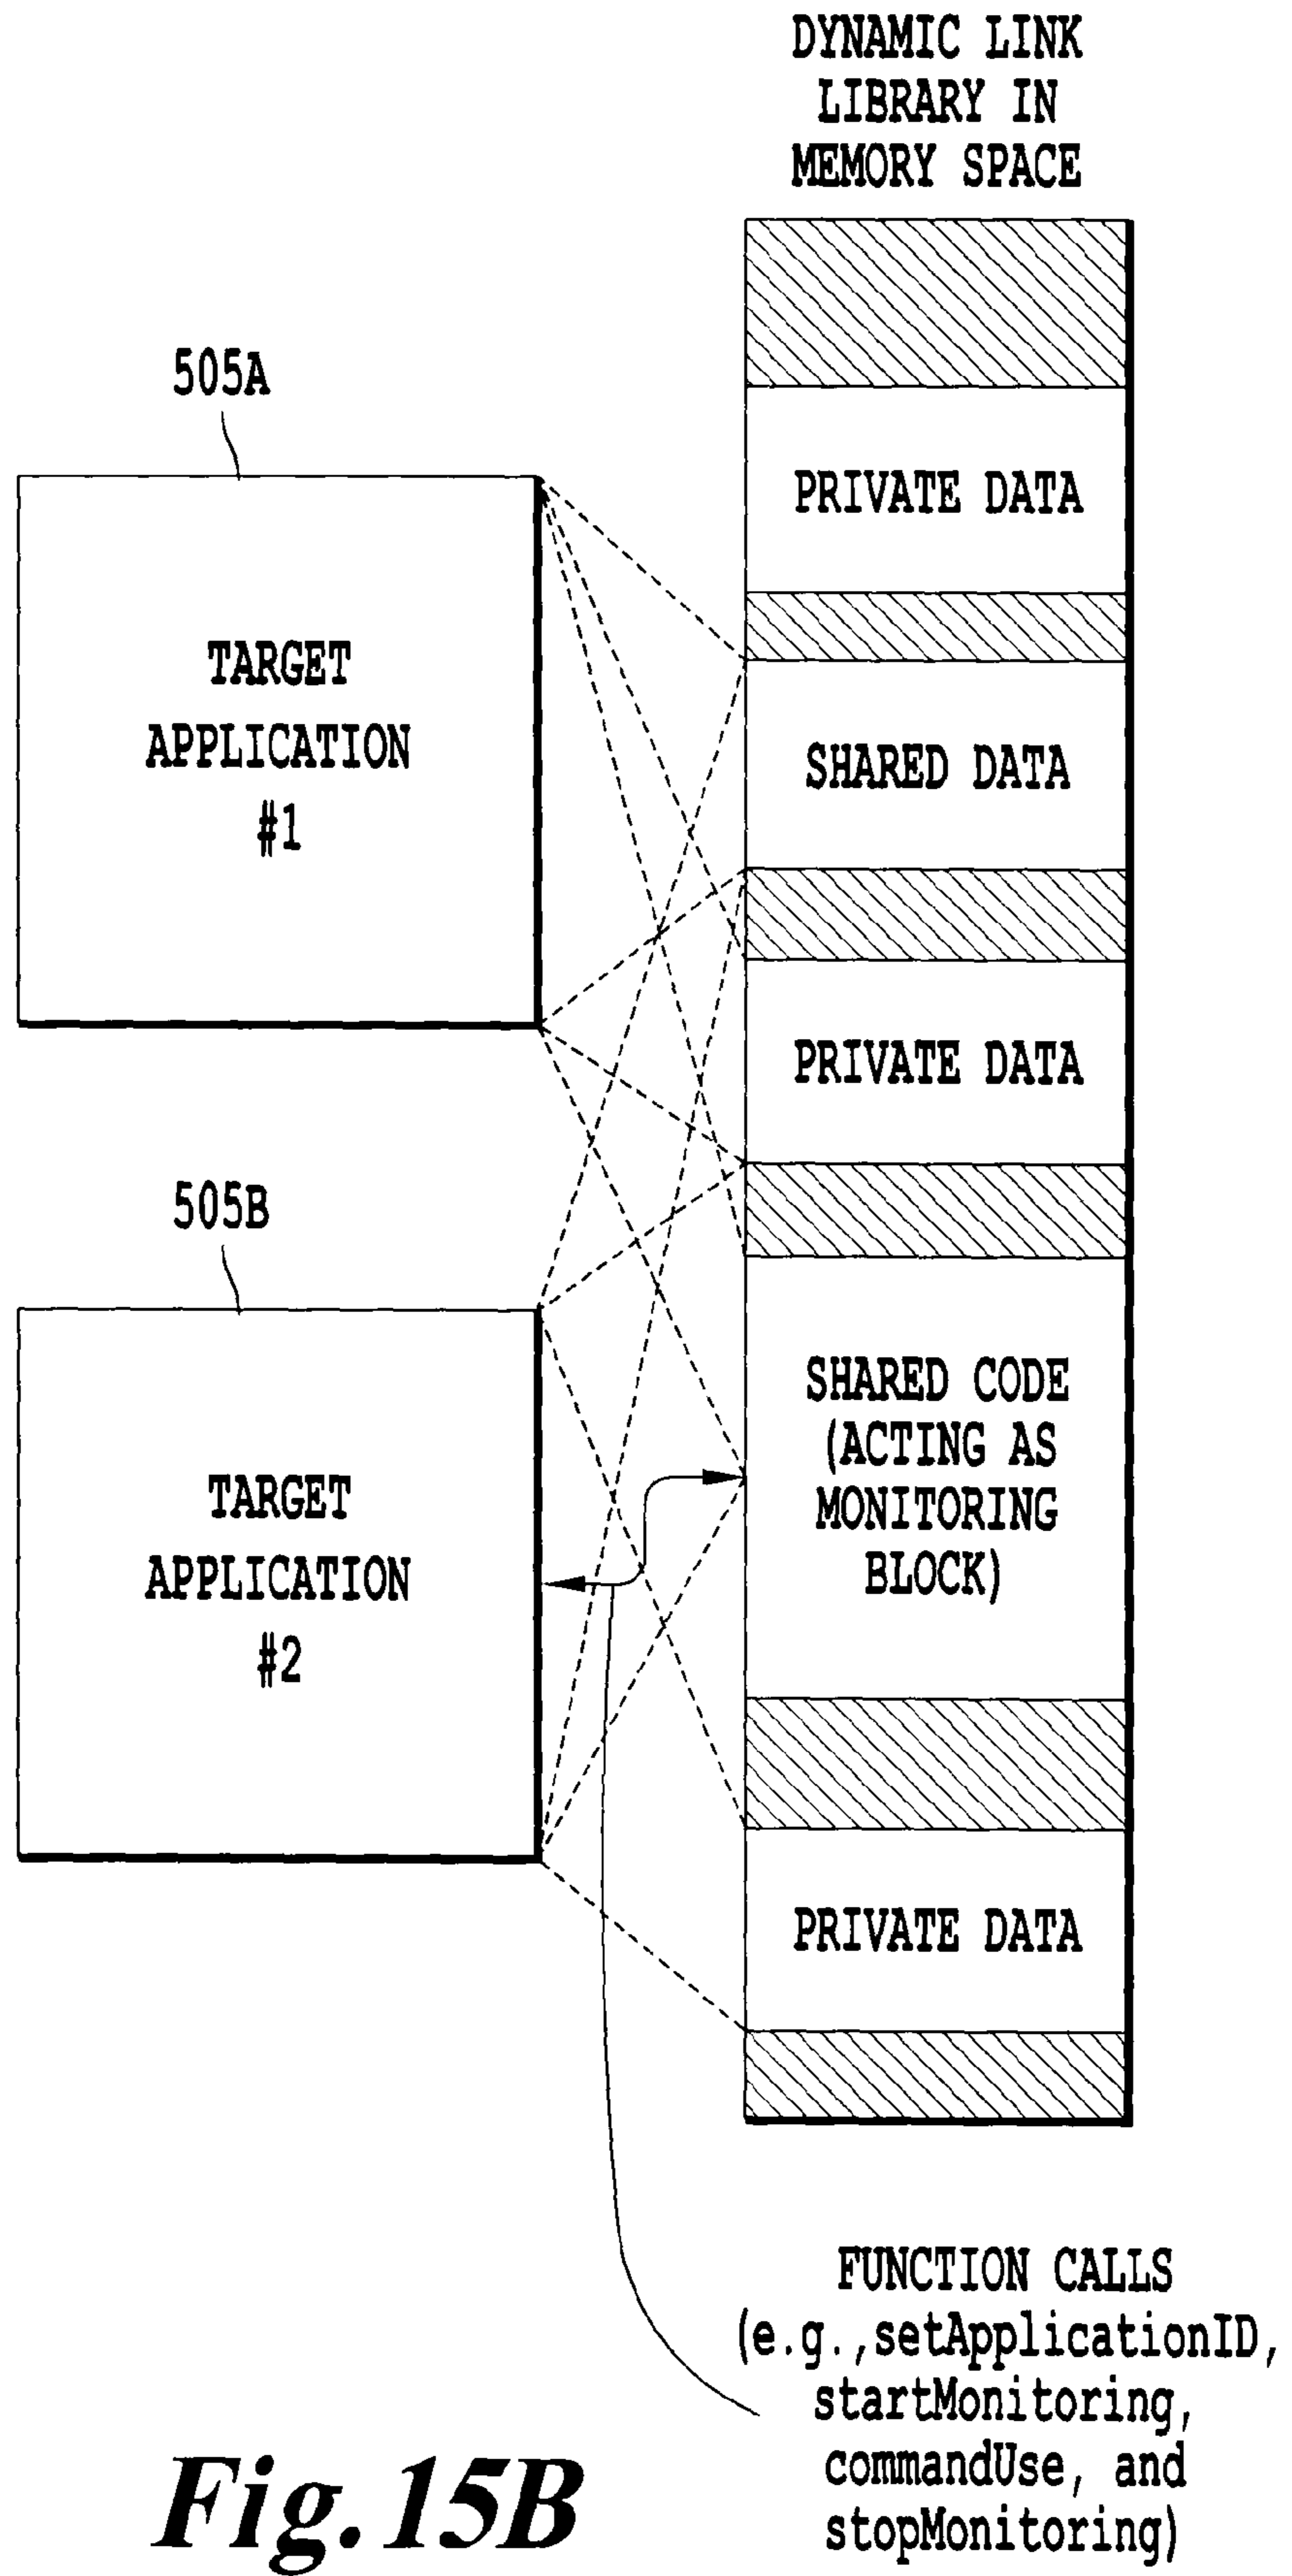 DYNAMIC LINK
LIBRARY IN
MEMORY SPACE
505A
TARGET
APPLICATION
#1
505B
TARGET
APPLICATION
#2
PRIVATE DATA
SHARED DATA
PRIVATE DATA
SHARED CODE
(ACTING AS
MONITORING
BLOCK)
PRIVATE DATA
FUNCTION CALLS
(e.g.,setApplicationID,
startMonitoring,
commandUse, and
stopMonitoring)
Fig. 15B